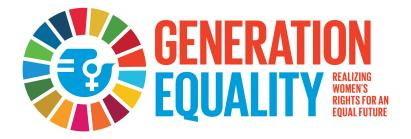 GENERATION
EQUALITY
REALIZING
WOMEN'S
RIGHTS FOR AN
EQUAL FUTURE